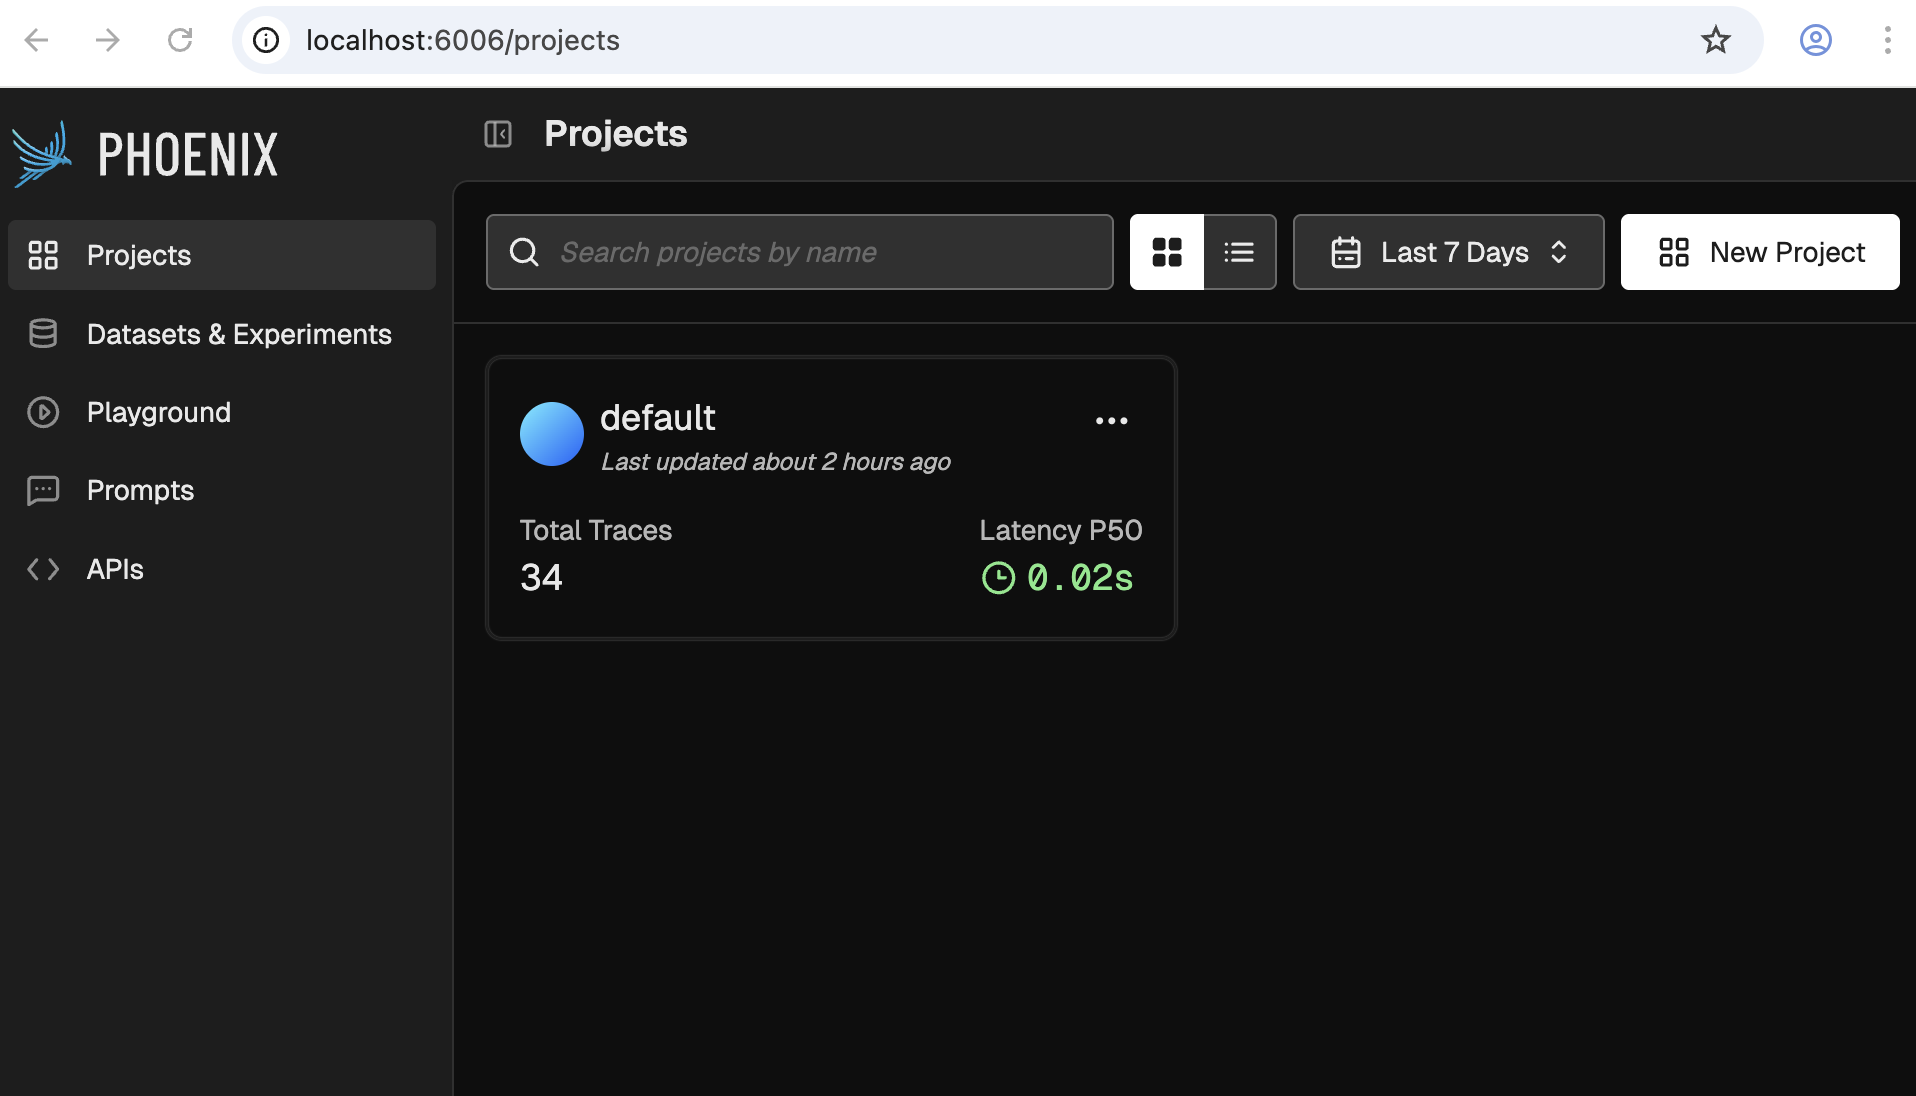 localhost:6006/projects
PHOENIX
Projects
Datasets & Experiments
Playground
Prompts
APIs
Projects
Search projects by name
Last 7 Days
New Project
default
Last updated about 2 hours ago
Total Traces
34
Latency P50
0.02s